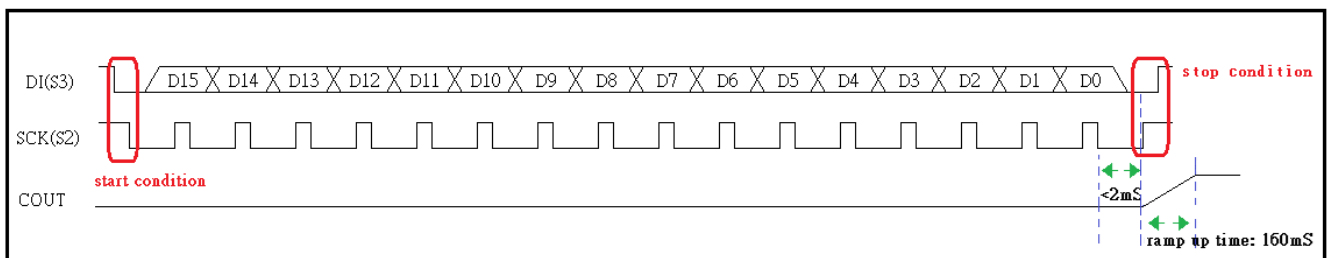 DI(S3)
D15 D14 D13 D12 D11 D10 D9 D8 D7 D6 D5 D4 D3 D2 D1 D0
stop condition
SCK(S2)
start condition
COUT
<2mS
ramp up time: 160mS